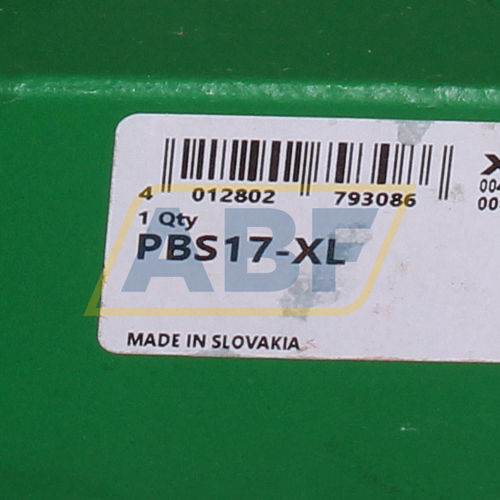 4 012802 793086
1 Qty
PBS17-XL
MADE IN SLOVAKIA
ABF